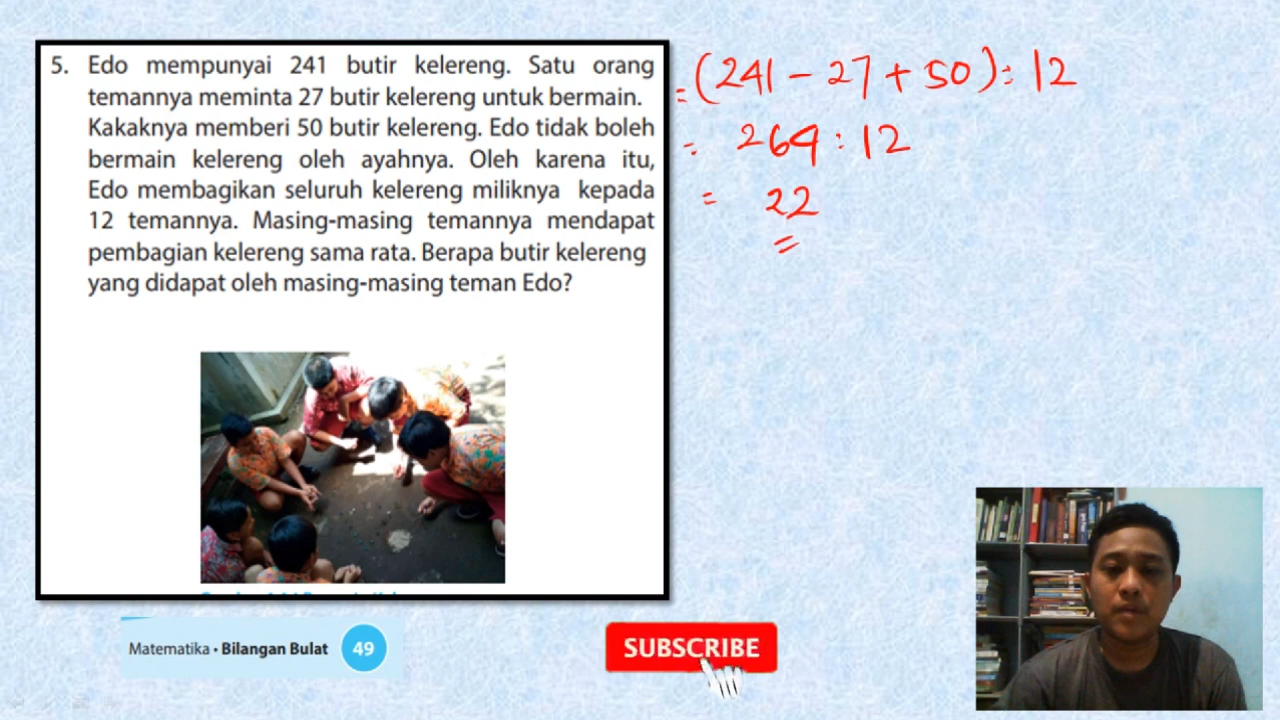 5. Edo mempunyai 241 butir kelereng. Satu orang
temannya meminta 27 butir kelereng untuk bermain.
Kakaknya memberi 50 butir kelereng. Edo tidak boleh
bermain kelereng oleh ayahnya. Oleh karena itu,
Edo membagikan seluruh kelereng miliknya kepada
12 temannya. Masing-masing temannya mendapat
pembagian kelereng sama rata. Berapa butir kelereng
yang didapat oleh masing-masing teman Edo?
= (241 - 27 + 50) : 12
= 264 : 12
= 22
Matematika • Bilangan Bulat 49
SUBSCRIBE